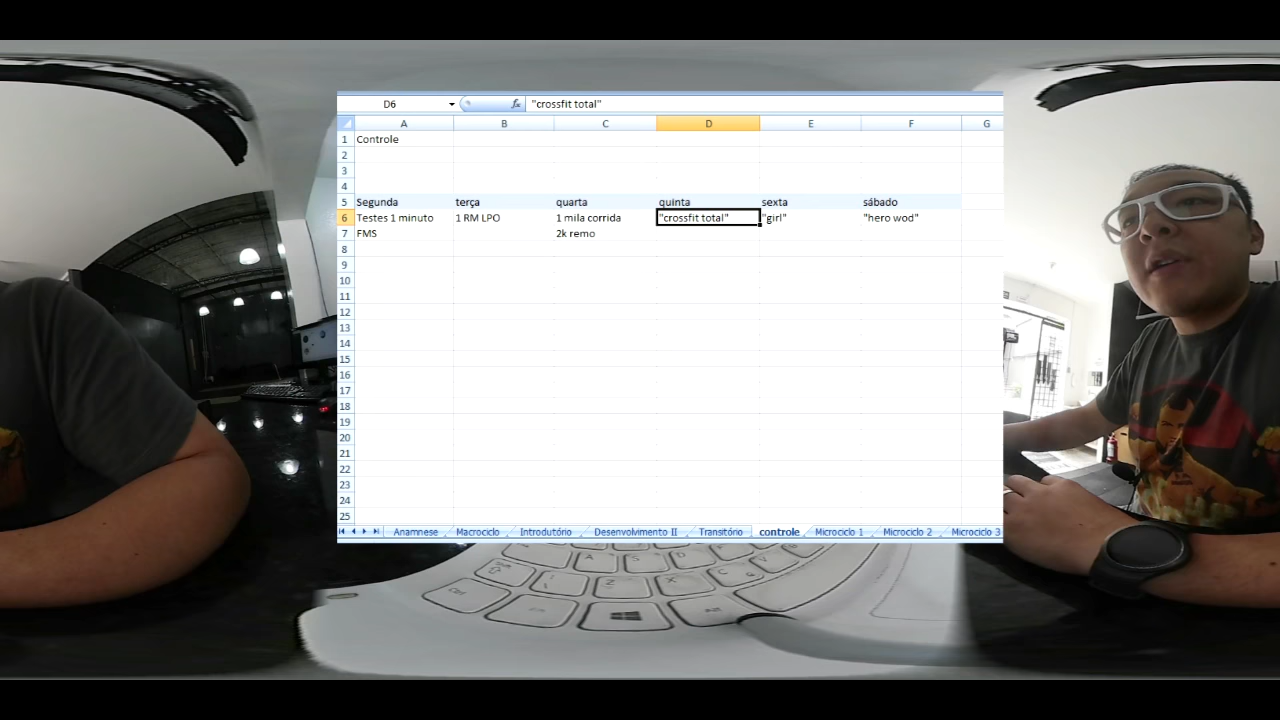 D6 fx "crossfit total"
A B C D E F G
1 Controle
2
3
4
5 Segunda terça quarta quinta sexta sábado
6 Testes 1 minuto 1 RM LPO 1 mila corrida "crossfit total" "girl" "hero wod"
7 FMS 2k remo
8
9
10
11
12
13
14
15
16
17
18
19
20
21
22
23
24
25
Anamnese Macrociclo Introdutório Desenvolvimento II Transitório controle Microciclo 1 Microciclo 2 Microciclo 3
A S D
Z X C
Ctrl Alt